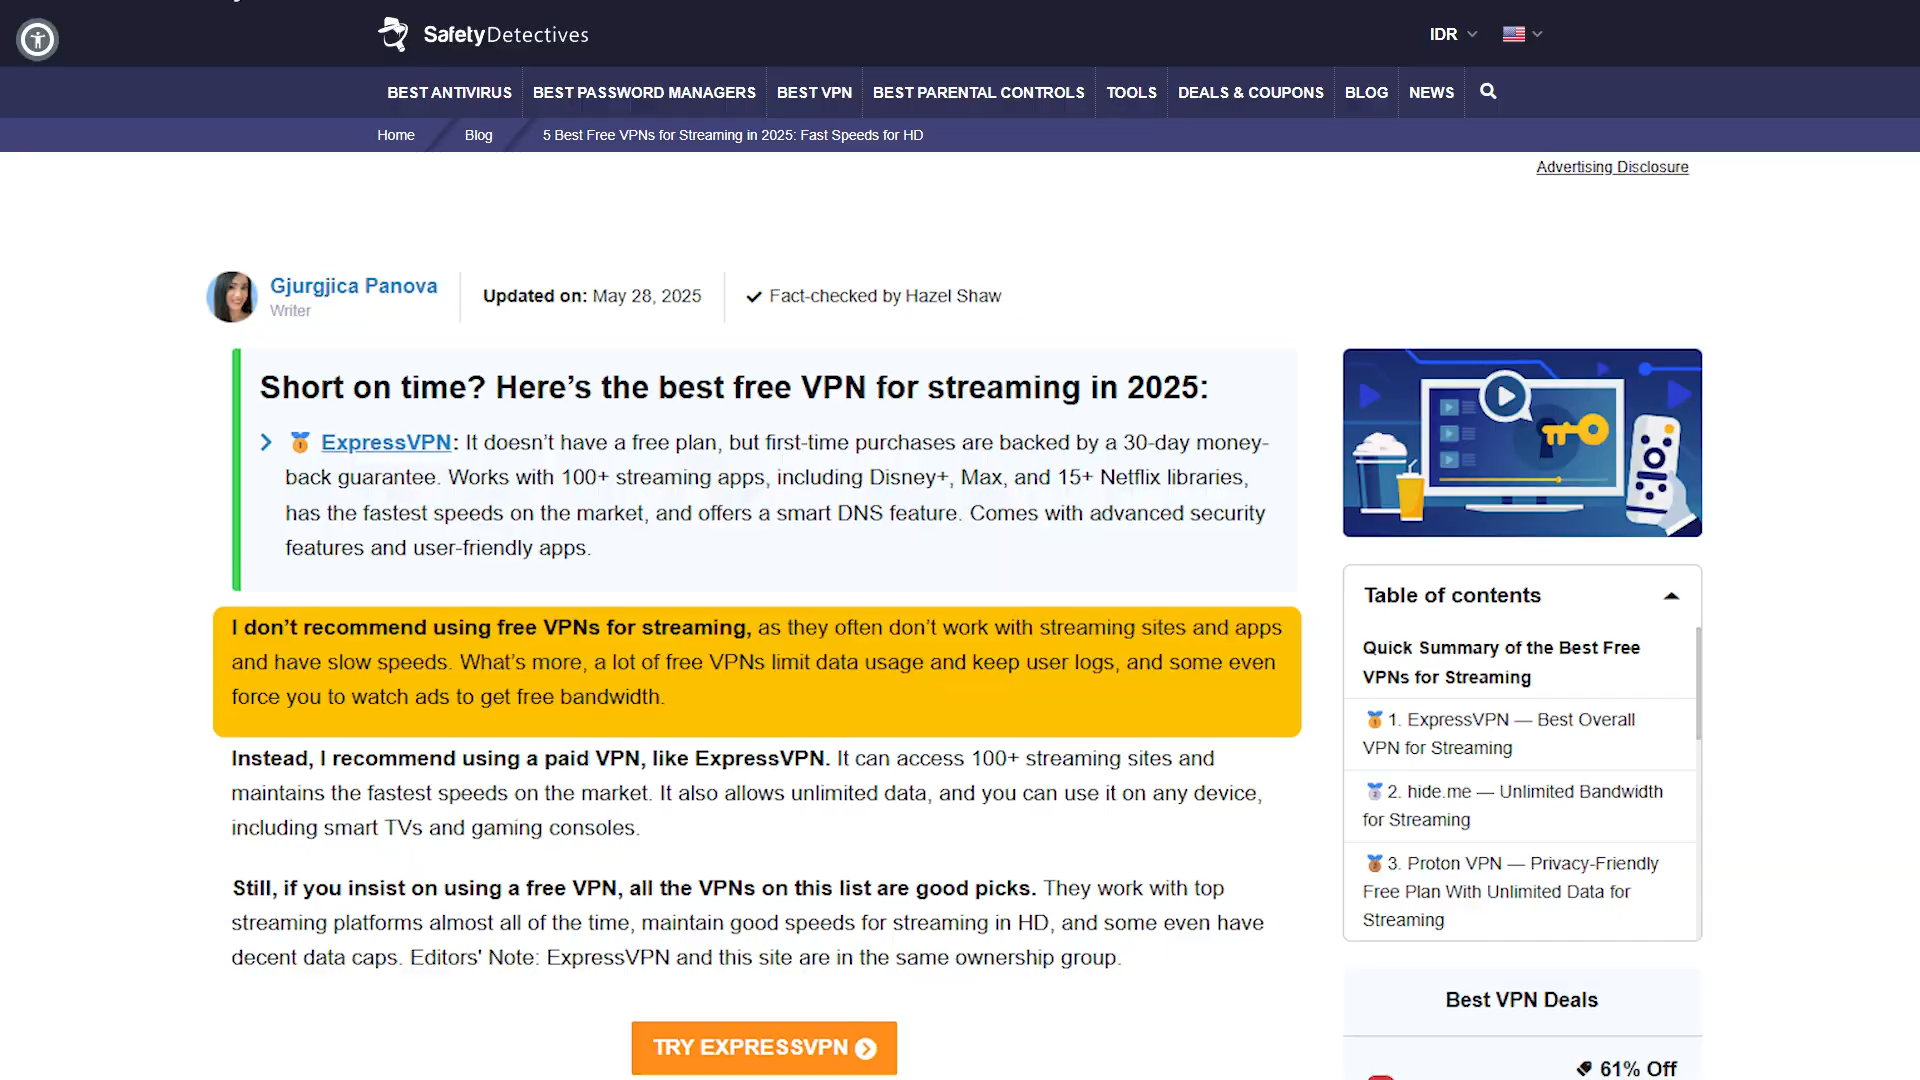 SafetyDetectives
IDR
BEST ANTIVIRUS
BEST PASSWORD MANAGERS
BEST VPN
BEST PARENTAL CONTROLS
TOOLS
DEALS & COUPONS
BLOG
NEWS
Home
Blog
5 Best Free VPNs for Streaming in 2025: Fast Speeds for HD
Advertising Disclosure
Gjurgjica Panova
Writer
Updated on: May 28, 2025
Fact-checked by Hazel Shaw
Short on time? Here’s the best free VPN for streaming in 2025:
ExpressVPN: It doesn’t have a free plan, but first-time purchases are backed by a 30-day money-
back guarantee. Works with 100+ streaming apps, including Disney+, Max, and 15+ Netflix libraries,
has the fastest speeds on the market, and offers a smart DNS feature. Comes with advanced security
features and user-friendly apps.
I don’t recommend using free VPNs for streaming, as they often don’t work with streaming sites and apps
and have slow speeds. What’s more, a lot of free VPNs limit data usage and keep user logs, and some even
force you to watch ads to get free bandwidth.
Instead, I recommend using a paid VPN, like ExpressVPN. It can access 100+ streaming sites and
maintains the fastest speeds on the market. It also allows unlimited data, and you can use it on any device,
including smart TVs and gaming consoles.
Still, if you insist on using a free VPN, all the VPNs on this list are good picks. They work with top
streaming platforms almost all of the time, maintain good speeds for streaming in HD, and some even have
decent data caps. Editors' Note: ExpressVPN and this site are in the same ownership group.
TRY EXPRESSVPN
Table of contents
Quick Summary of the Best Free
VPNs for Streaming
1. ExpressVPN — Best Overall
VPN for Streaming
2. hide.me — Unlimited Bandwidth
for Streaming
3. Proton VPN — Privacy-Friendly
Free Plan With Unlimited Data for
Streaming
Best VPN Deals
61% Off